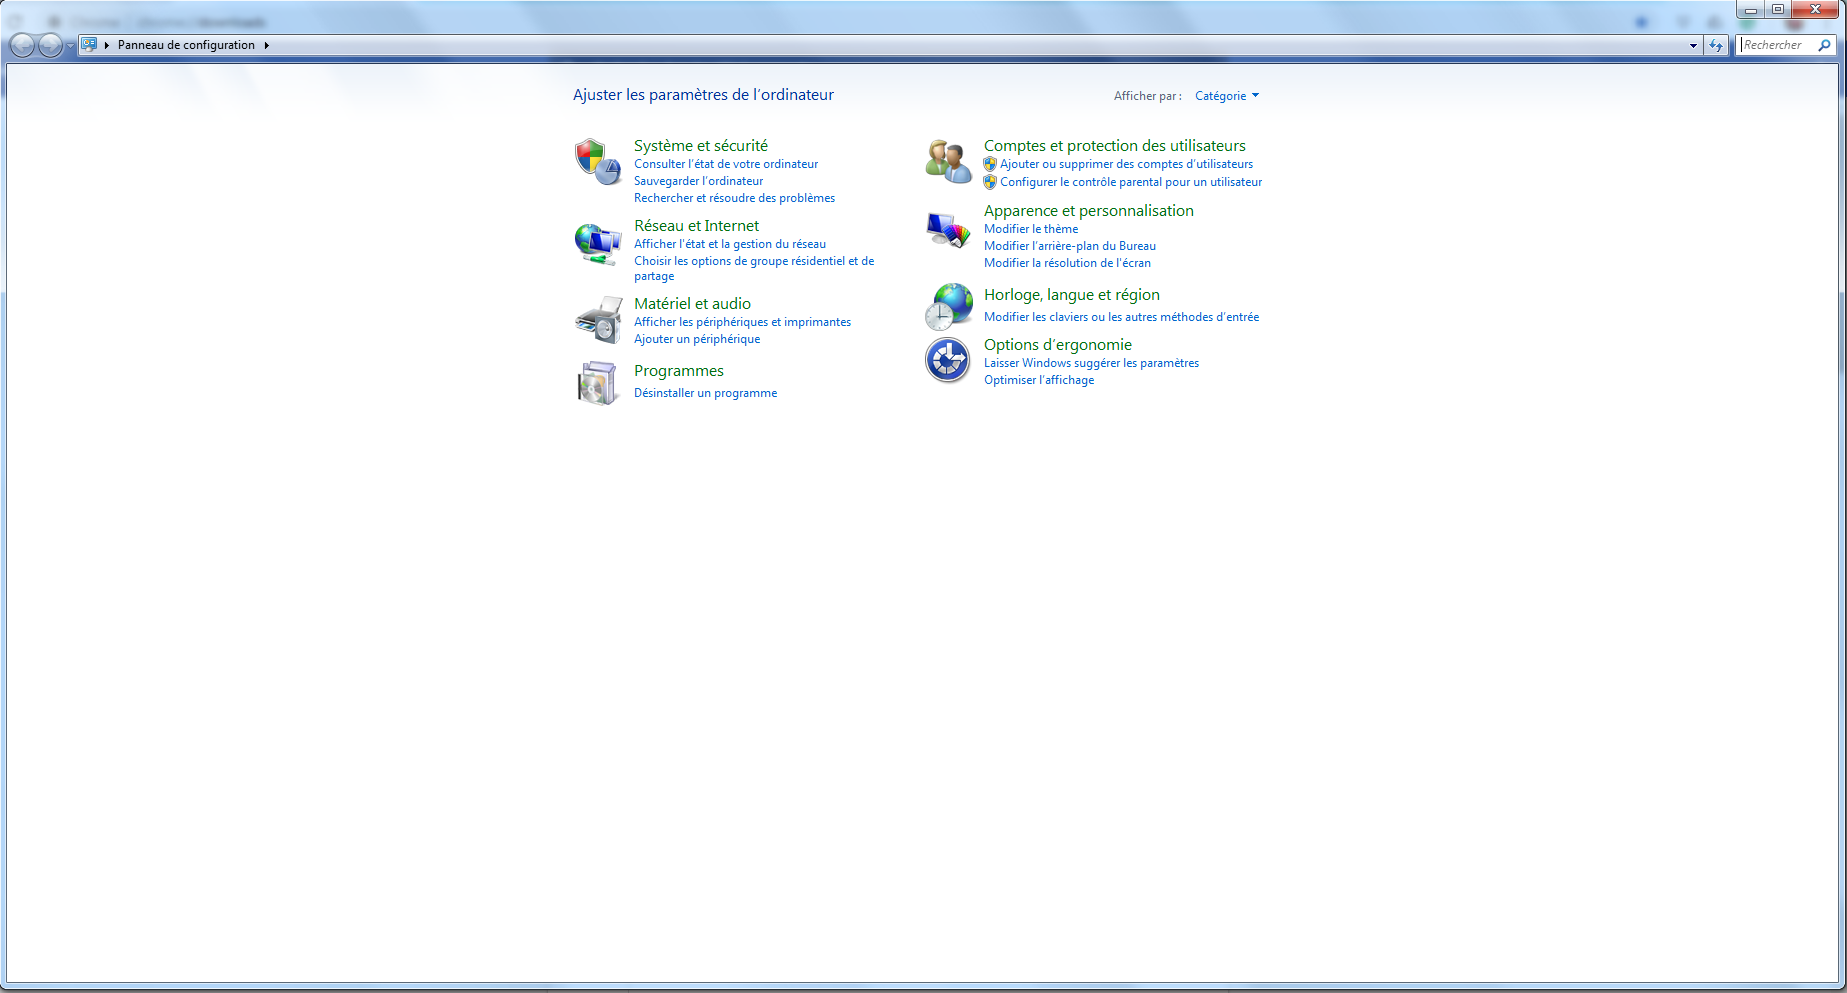 Panneau de configuration
Rechercher
Ajuster les paramètres de l'ordinateur
Afficher par : Catégorie
Système et sécurité
Consulter l'état de votre ordinateur
Sauvegarder l'ordinateur
Rechercher et résoudre des problèmes
Réseau et Internet
Afficher l'état et la gestion du réseau
Choisir les options de groupe résidentiel et de
partage
Matériel et audio
Afficher les périphériques et imprimantes
Ajouter un périphérique
Programmes
Désinstaller un programme
Comptes et protection des utilisateurs
Ajouter ou supprimer des comptes d'utilisateurs
Configurer le contrôle parental pour un utilisateur
Apparence et personnalisation
Modifier le thème
Modifier l'arrière-plan du Bureau
Modifier la résolution de l'écran
Horloge, langue et région
Modifier les claviers ou les autres méthodes d'entrée
Options d'ergonomie
Laisser Windows suggérer les paramètres
Optimiser l'affichage